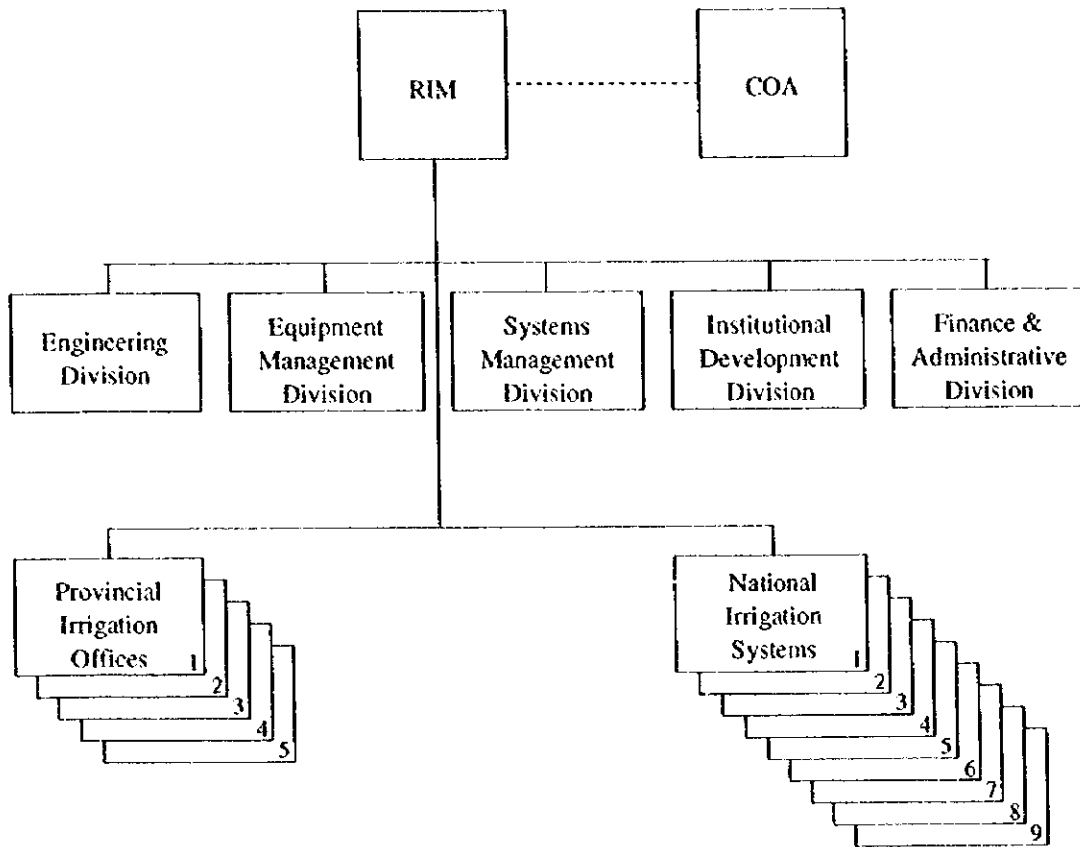 RIM
COA
Engineering
Division
Equipment
Management
Division
Systems
Management
Division
Institutional
Development
Division
Finance &
Administrative
Division
Provincial
Irrigation
Offices 1
2
3
4
5
National
Irrigation
Systems 1
2
3
4
5
6
7
8
9